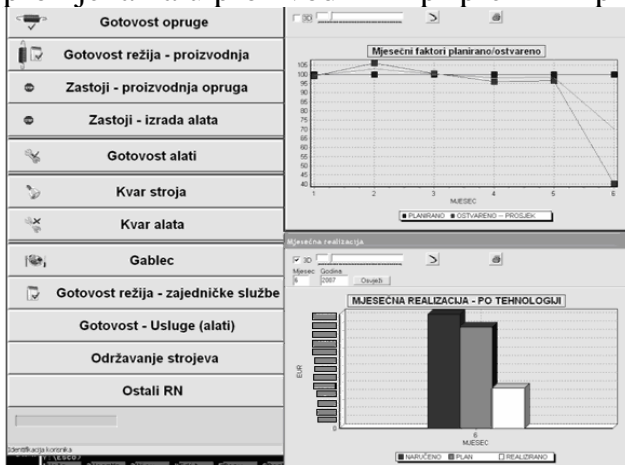 Gotovost opruge
Gotovost režija - proizvodnja
Zastoji - proizvodnja opruga
Zastoji - izrada alata
Gotovost alati
Kvar stroja
Kvar alata
Gablec
Gotovost režija - zajedničke službe
Gotovost - Usluge (alati)
Održavanje strojeva
Ostali RN
Identifikacija korisnika
3D
Mjesečni faktori planirano/ostvareno
105
100
95
90
85
80
75
70
65
60
55
50
45
40
1 2 3 4 5 6
MJESEC
PLANIRANO OSTVARENO -- PROSJEK
Mjesečna realizacija
3D
Mjesec Godina
6 2007 Osvježi
MJESEČNA REALIZACIJA - PO TEHNOLOGIJI
EUR
0
6
MJESEC
NARUČENO PLAN REALIZIRANO